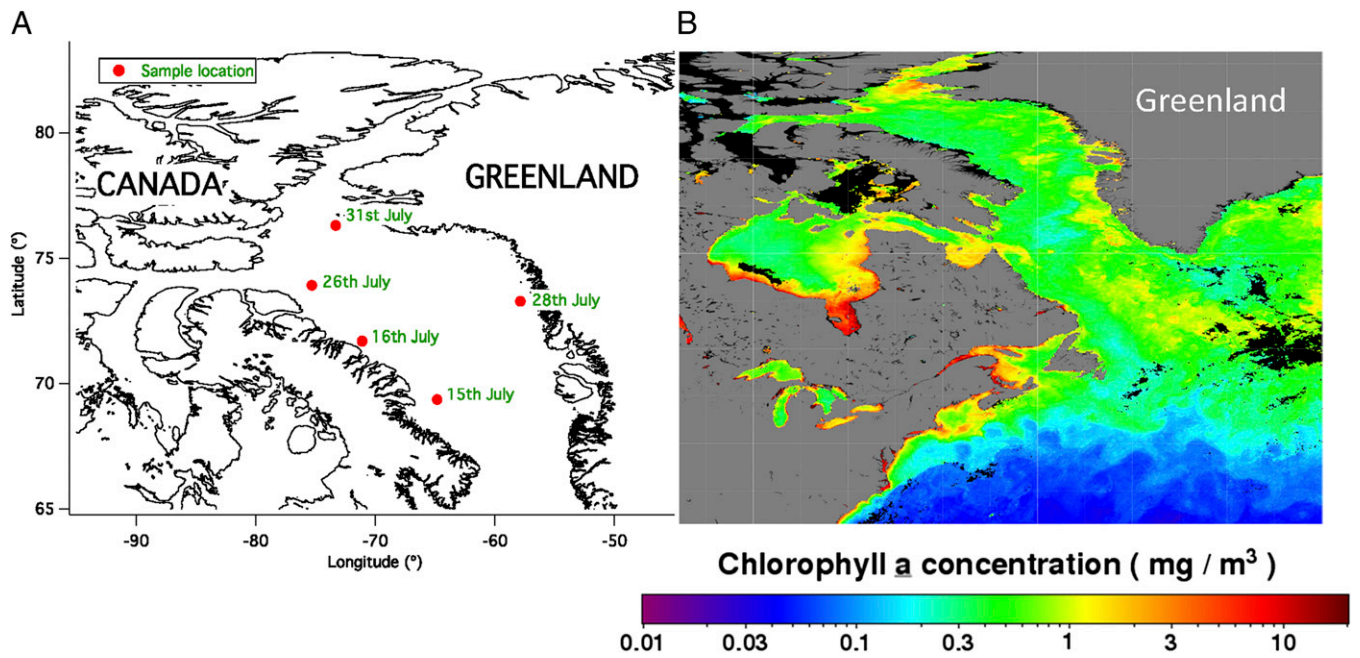 A
B
Sample location
Greenland
80
CANADA
GREENLAND
31st July
75
26th July
28th July
16th July
70
15th July
65
Latitude (°)
-90
-80
-70
-60
-50
Longitude (°)
Chlorophyll a concentration ( mg / m³ )
0.01
0.03
0.1
0.3
1
3
10